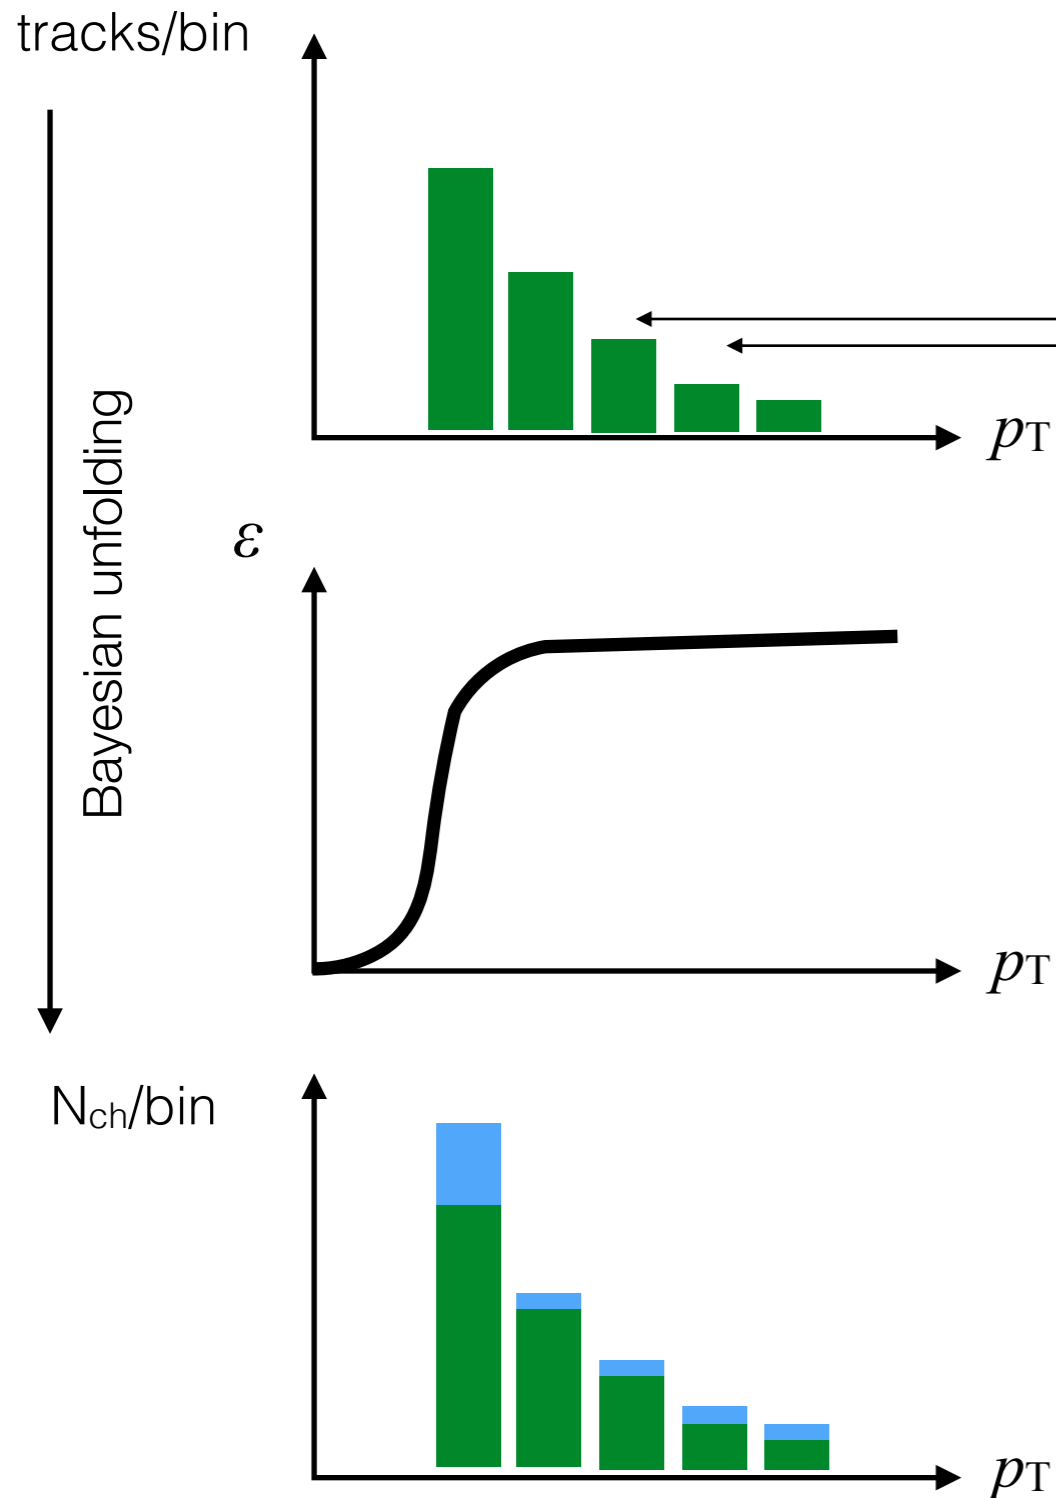 tracks/bin
pT
Bayesian unfolding
ε
pT
Nch/bin
pT